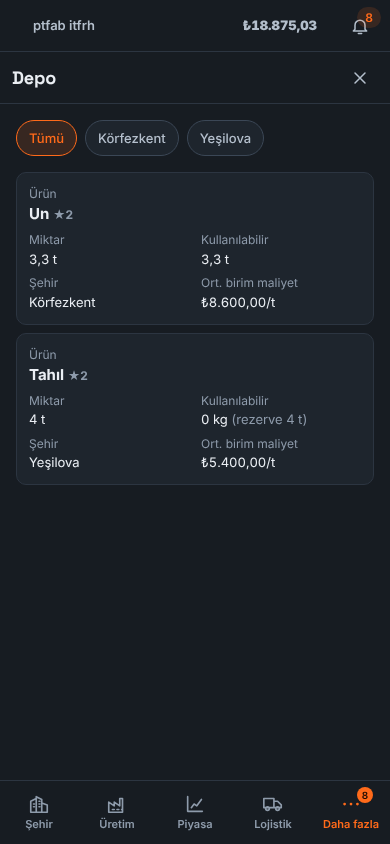 ptfab itfrh
₺18.875,03
8
Depo
Tümü
Körfezkent
Yeşilova
Ürün
Un ★2
Miktar
Kullanılabilir
3,3 t
3,3 t
Şehir
Ort. birim maliyet
Körfezkent
₺8.600,00/t
Ürün
Tahıl ★2
Miktar
Kullanılabilir
4 t
0 kg (rezerve 4 t)
Şehir
Ort. birim maliyet
Yeşilova
₺5.400,00/t
8
Şehir
Üretim
Piyasa
Lojistik
Daha fazla